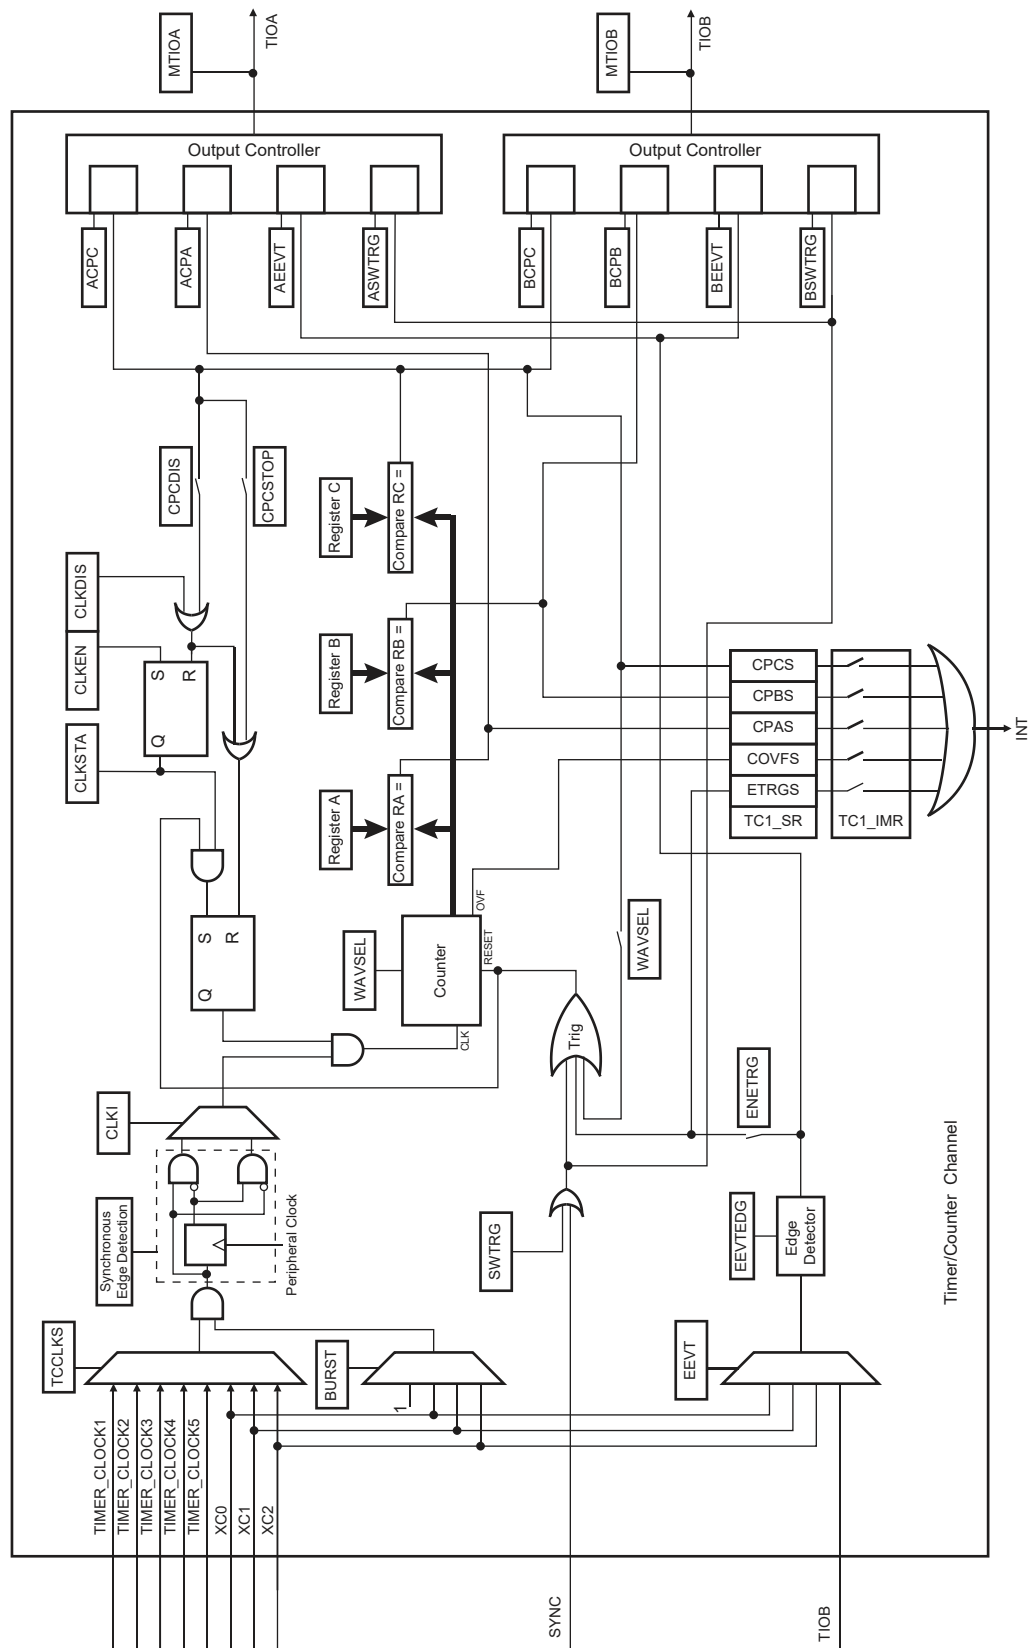 MTIOA
TIOA
MTIOB
TIOB
Output Controller
Output Controller
ACPC
ACPA
AEEVT
ASWTRG
BCPC
BCPB
BEEVT
BSWTRG
CPCDIS
CPCSTOP
Register C
Compare RC =
CLKDIS
CLKEN
CLKSTA
S
R
Q
Register B
Compare RB =
Register A
Compare RA =
CPCS
CPBS
CPAS
COVFS
ETRGS
TC1_SR
TC1_IMR
INT
S
R
Q
WAVSEL
Counter
OVF
RESET
CLK
WAVSEL
Trig
ENETRG
CLKI
Synchronous
Edge Detection
Peripheral Clock
SWTRG
EEVTEDG
Edge
Detector
Timer/Counter Channel
TCCLKS
BURST
EEVT
1
TIMER_CLOCK1
TIMER_CLOCK2
TIMER_CLOCK3
TIMER_CLOCK4
TIMER_CLOCK5
XC0
XC1
XC2
SYNC
TIOB